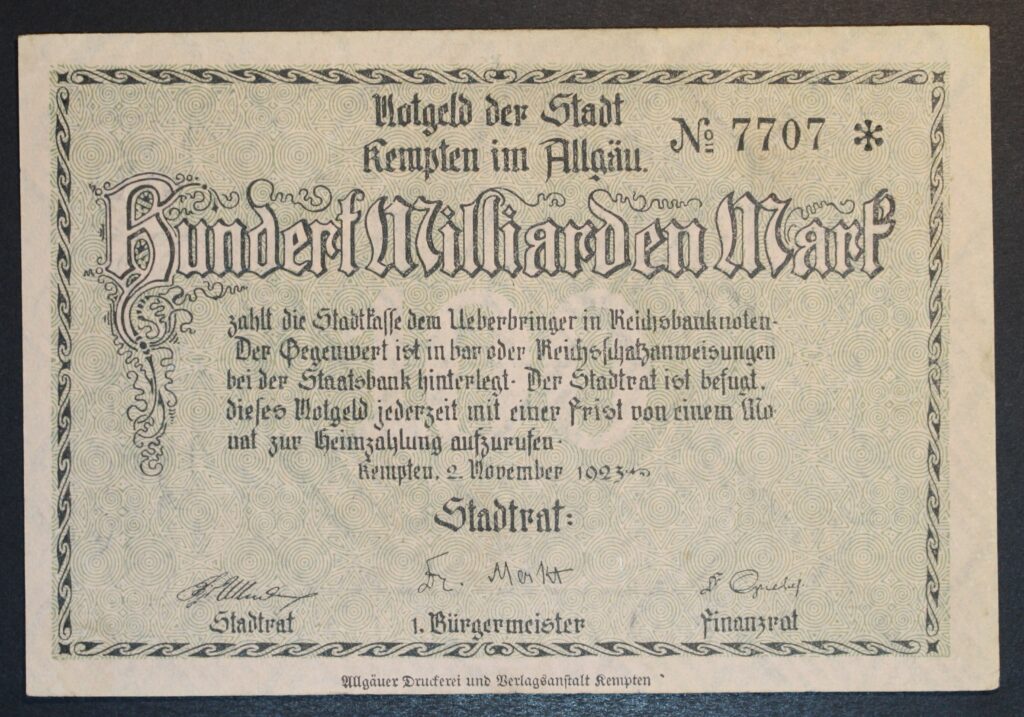 Notgeld der Stadt
Kempten im Allgäu.
No 7707 *
Hundert Milliarden Mark
100
zahlt die Stadtkasse dem Ueberbringer in Reichsbanknoten.
Der Gegenwert ist in bar oder Reichsschatzanweisungen
bei der Staatsbank hinterlegt. Der Stadtrat ist befugt,
dieses Notgeld jederzeit mit einer Frist von einem Mo
nat zur Heimzahlung aufzurufen.
Kempten, 2. November 1923.
Stadtrat:
Dr. Merkt
Stadtrat
1. Bürgermeister
Finanzrat
Allgäuer Druckerei und Verlagsanstalt Kempten